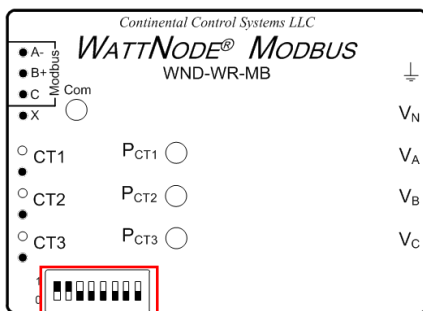 Continental Control Systems LLC
WATTNODE® MODBUS
WND-WR-MB
A-
B+
C
X
Modbus
Com
CT1
CT2
CT3
PCT1
PCT2
PCT3
VN
VA
VB
VC
1
0